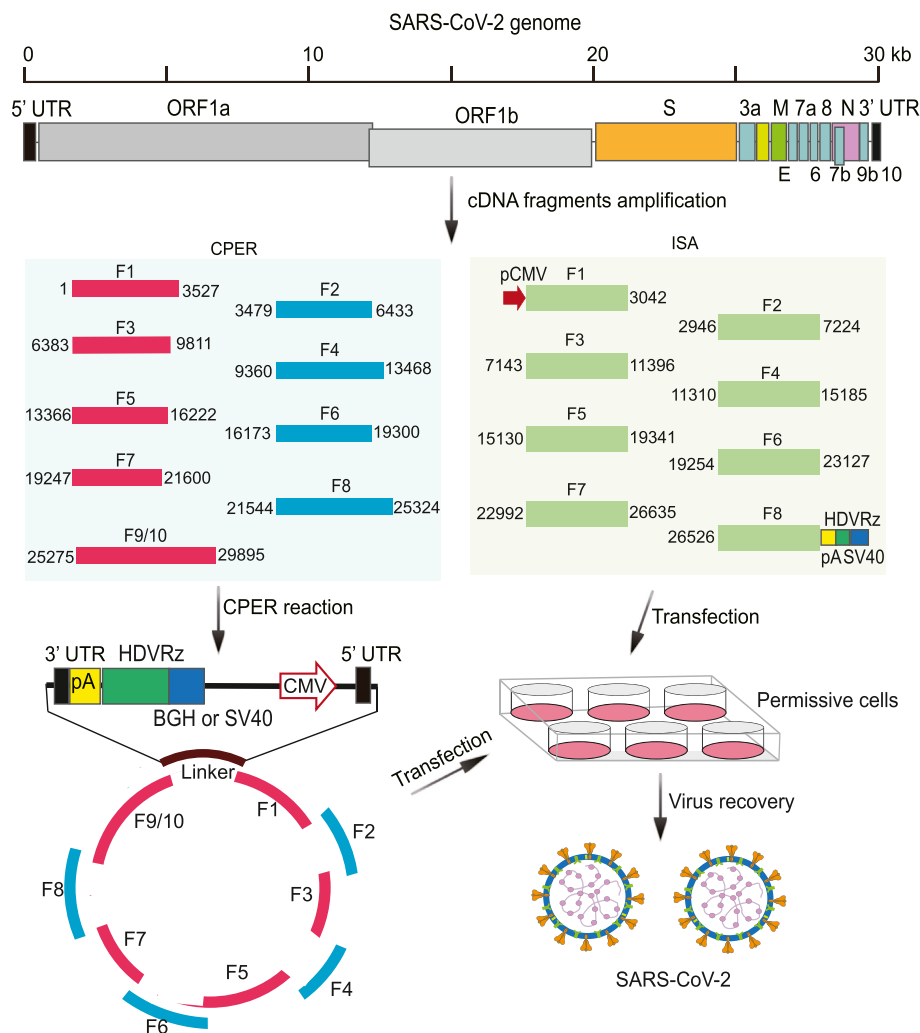 SARS-CoV-2 genome
0 10 20 30 kb
5' UTR ORF1a ORF1b S 3a M 7a 8 N 3' UTR
E 6 7b 9b 10
cDNA fragments amplification
CPER
F1
1 3527
F2
3479 6433
F3
6383 9811
F4
9360 13468
F5
13366 16222
F6
16173 19300
F7
19247 21600
F8
21544 25324
F9/10
25275 29895
ISA
pCMV F1
3042
F2
2946 7224
F3
7143 11396
F4
11310 15185
F5
15130 19341
F6
19254 23127
F7
22992 26635
F8 HDVRz
26526
pA SV40
CPER reaction
3' UTR HDVRz 5' UTR
pA CMV
BGH or SV40
Linker
F1
F2
F3
F4
F5
F6
F7
F8
F9/10
Transfection
Transfection
Permissive cells
Virus recovery
SARS-CoV-2